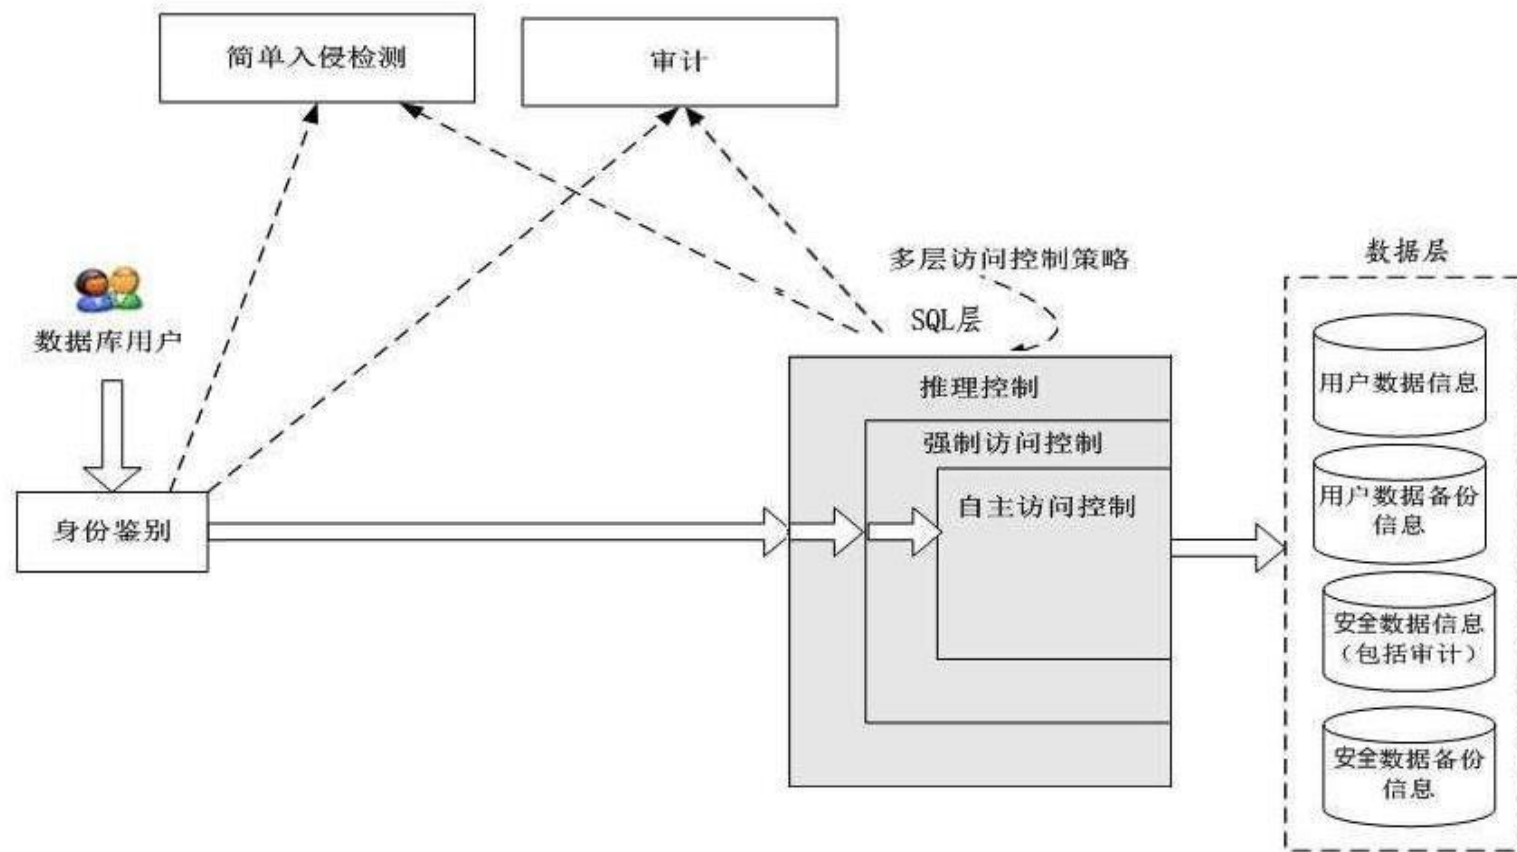 简单入侵检测
审计
多层访问控制策略
数据层
SQL层
数据库用户
用户数据信息
推理控制
强制访问控制
自主访问控制
用户数据备份
信息
身份鉴别
安全数据信息
（包括审计）
安全数据备份
信息